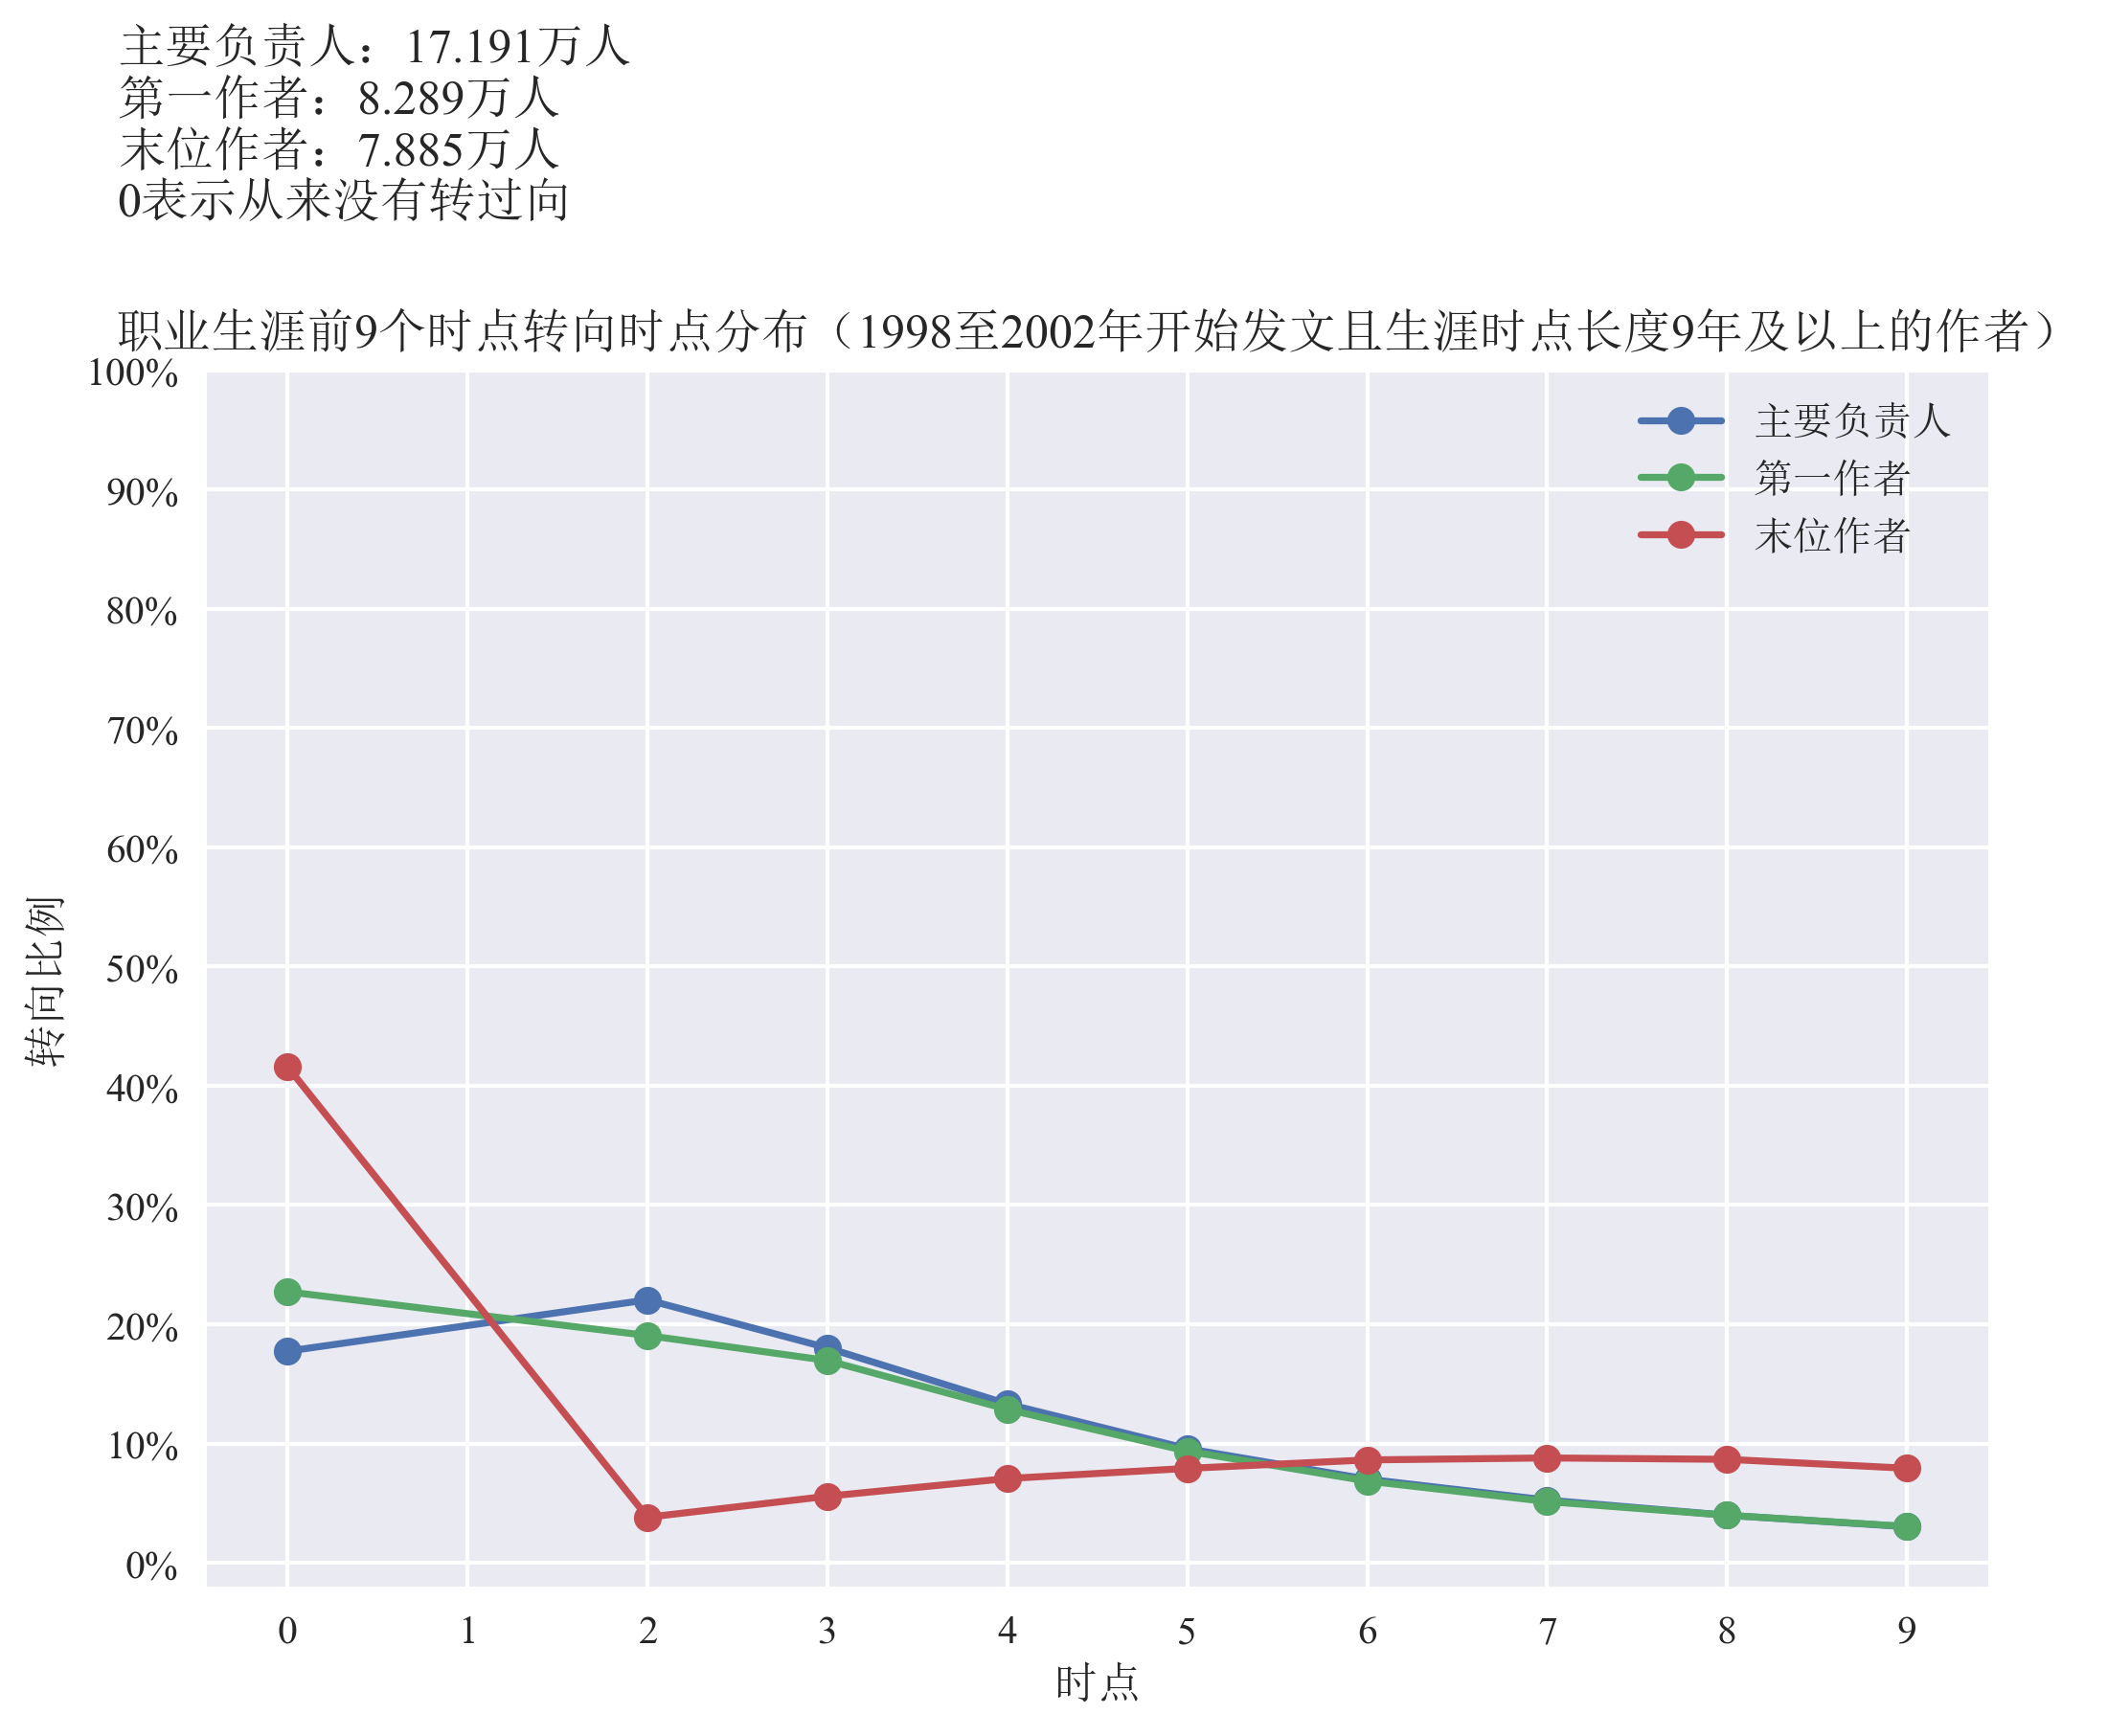 主要负责人：17.191万人
第一作者：8.289万人
末位作者：7.885万人
0表示从来没有转过向
职业生涯前9个时点转向时点分布（1998至2002年开始发文且生涯时点长度9年及以上的作者）
主要负责人
第一作者
末位作者
100%
90%
80%
70%
60%
50%
40%
30%
20%
10%
0%
转向比例
0 1 2 3 4 5 6 7 8 9
时点